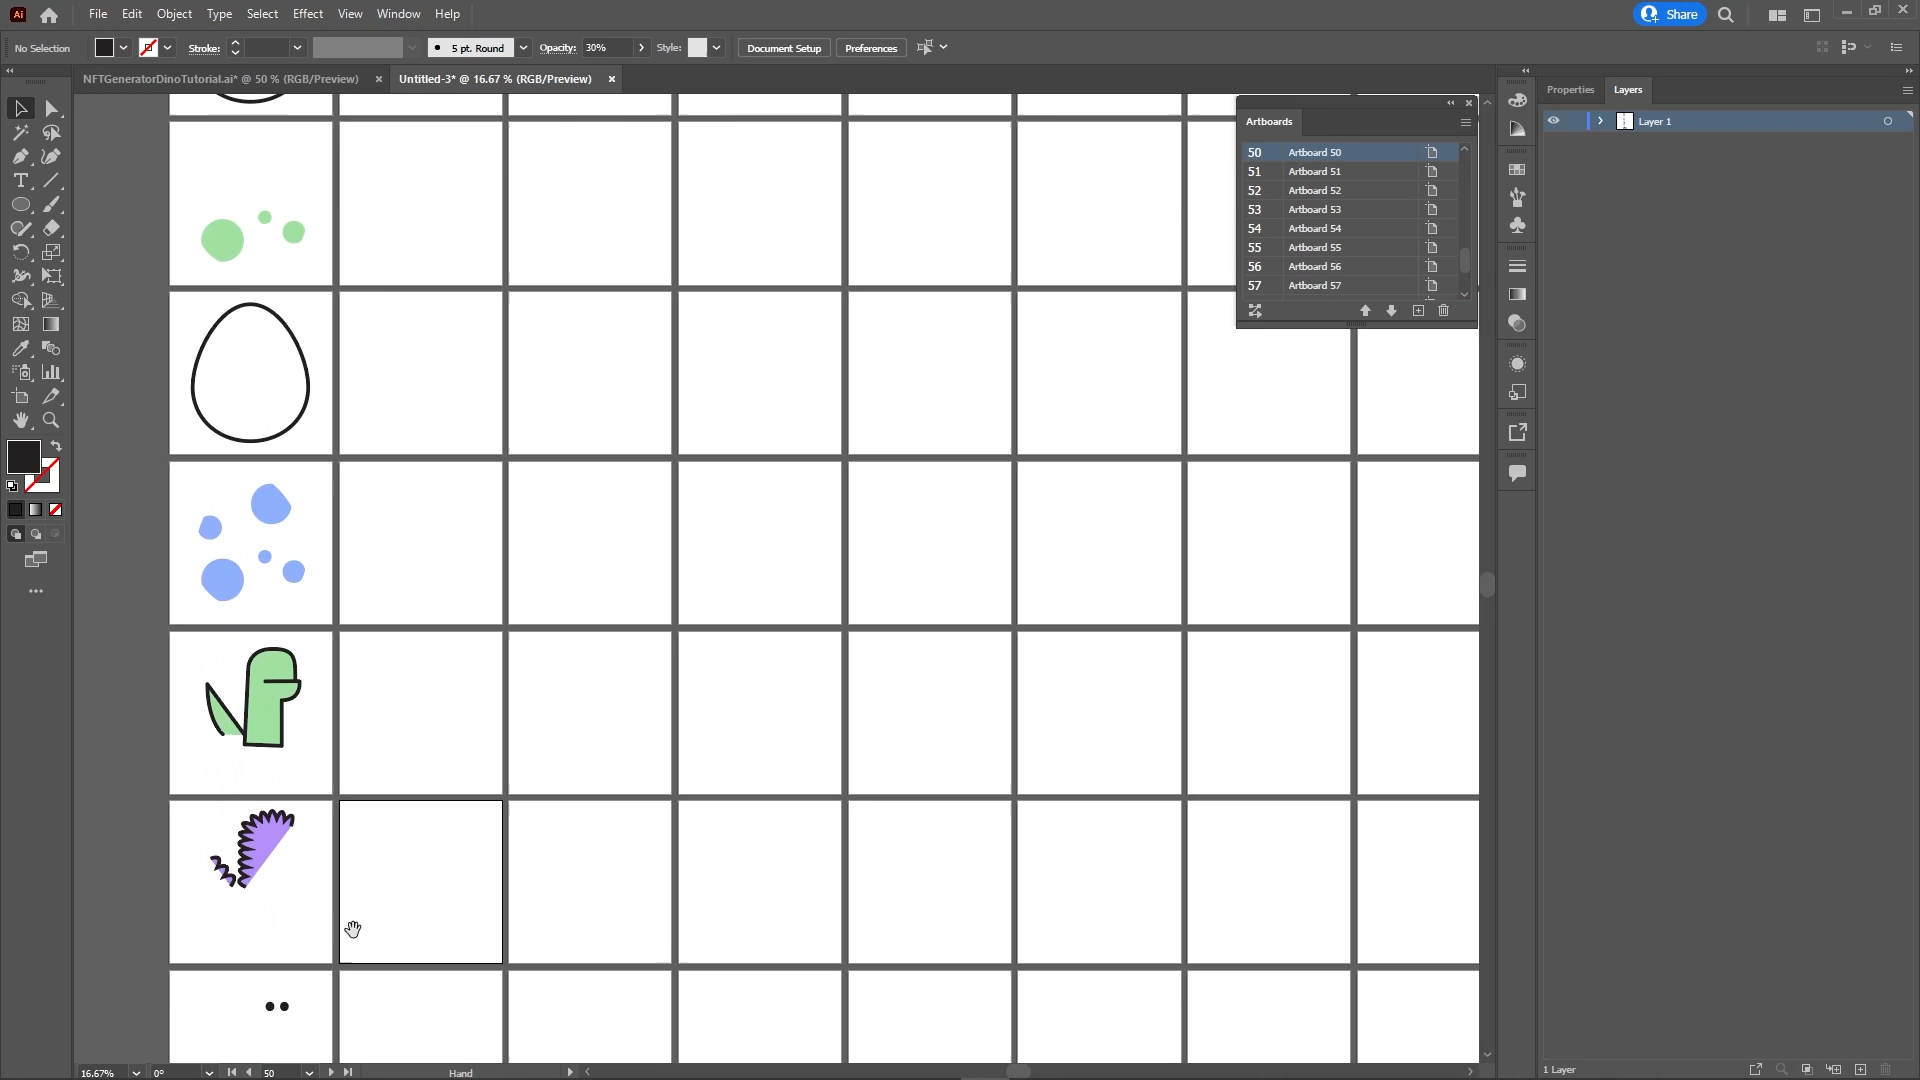 Ai File Edit Object Type Select Effect View Window Help Share
No Selection Stroke: 5 pt. Round Opacity: 30% Style: Document Setup Preferences
NFTGeneratorDinoTutorial.ai* @ 50 % (RGB/Preview) × Untitled-3* @ 16.67 % (RGB/Preview) ×
Properties Layers
Layer 1
Artboards
50 Artboard 50
51 Artboard 51
52 Artboard 52
53 Artboard 53
54 Artboard 54
55 Artboard 55
56 Artboard 56
57 Artboard 57
16.67% 0° 50 Hand
1 Layer